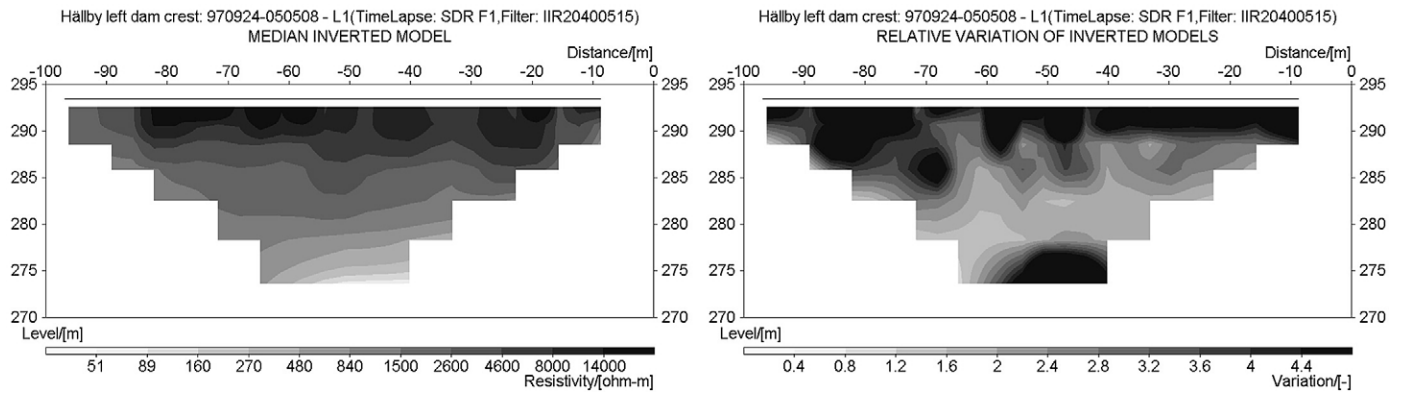 Hällby left dam crest: 970924-050508 - L1(TimeLapse: SDR F1,Filter: IIR20400515)
MEDIAN INVERTED MODEL
Distance/[m]
-100 -90 -80 -70 -60 -50 -40 -30 -20 -10 0
295 295
290 290
285 285
280 280
275 275
270 270
Level/[m]
51 89 160 270 480 840 1500 2600 4600 8000 14000
Resistivity/[ohm-m]
Hällby left dam crest: 970924-050508 - L1(TimeLapse: SDR F1,Filter: IIR20400515)
RELATIVE VARIATION OF INVERTED MODELS
Distance/[m]
-100 -90 -80 -70 -60 -50 -40 -30 -20 -10 0
295 295
290 290
285 285
280 280
275 275
270 270
Level/[m]
0.4 0.8 1.2 1.6 2 2.4 2.8 3.2 3.6 4 4.4
Variation/[-]